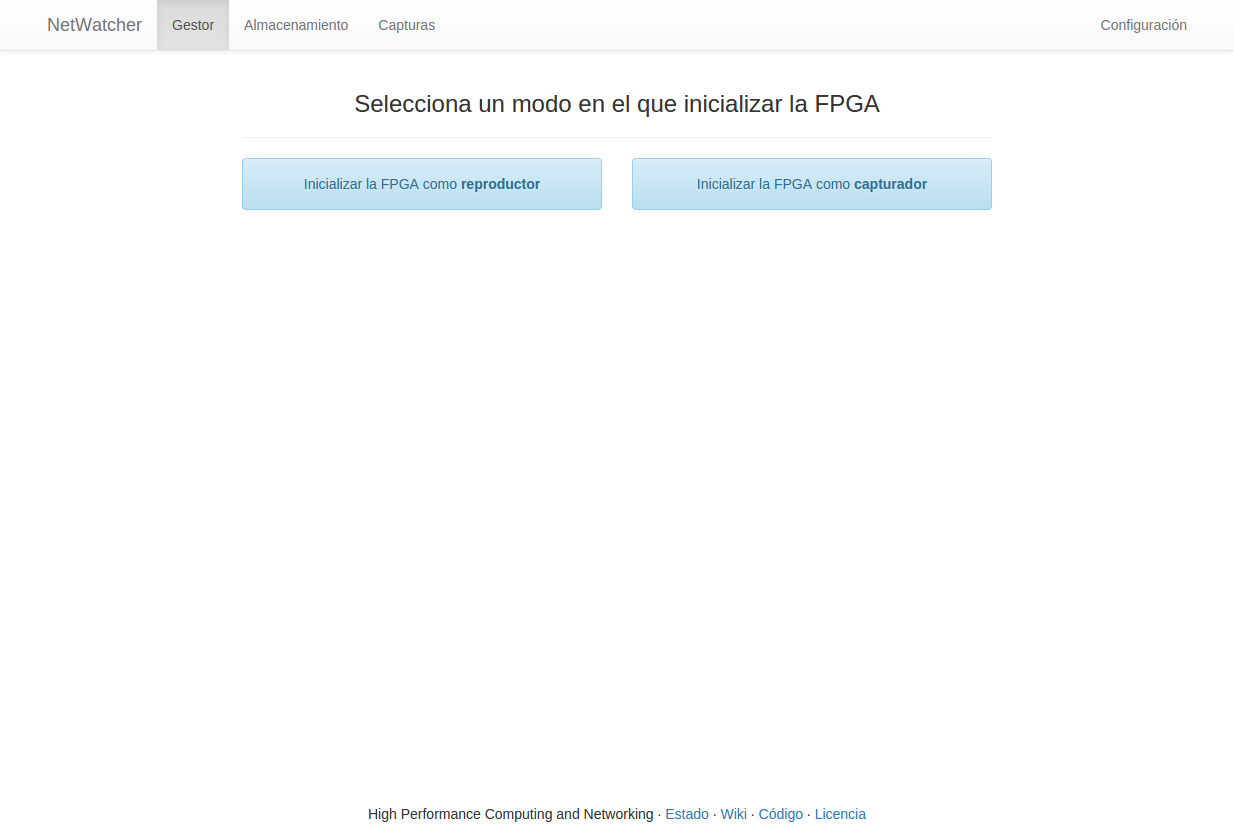 NetWatcher Gestor Almacenamiento Capturas Configuración
Selecciona un modo en el que inicializar la FPGA
Inicializar la FPGA como reproductor
Inicializar la FPGA como capturador
High Performance Computing and Networking · Estado · Wiki · Código · Licencia